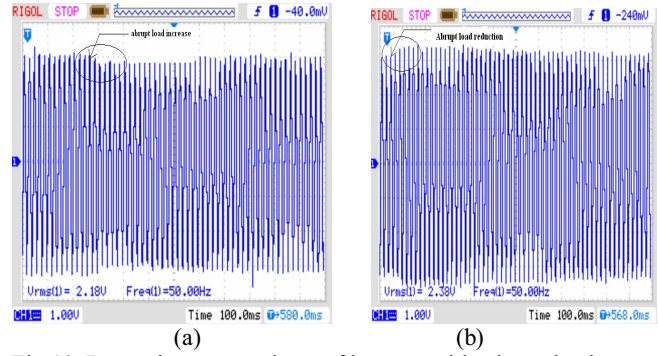 RIGOL STOP ƒ 1 -40.0mV
T
abrupt load increase
1
Vrms(1)= 2.18V Freq(1)=50.00Hz
CH1 1.00V Time 100.0ms 580.0ms
(a)
RIGOL STOP ƒ 1 -240mV
T
Abrupt load reduction
1
Vrms(1)= 2.38V Freq(1)=50.00Hz
CH1 1.00V Time 100.0ms 568.0ms
(b)